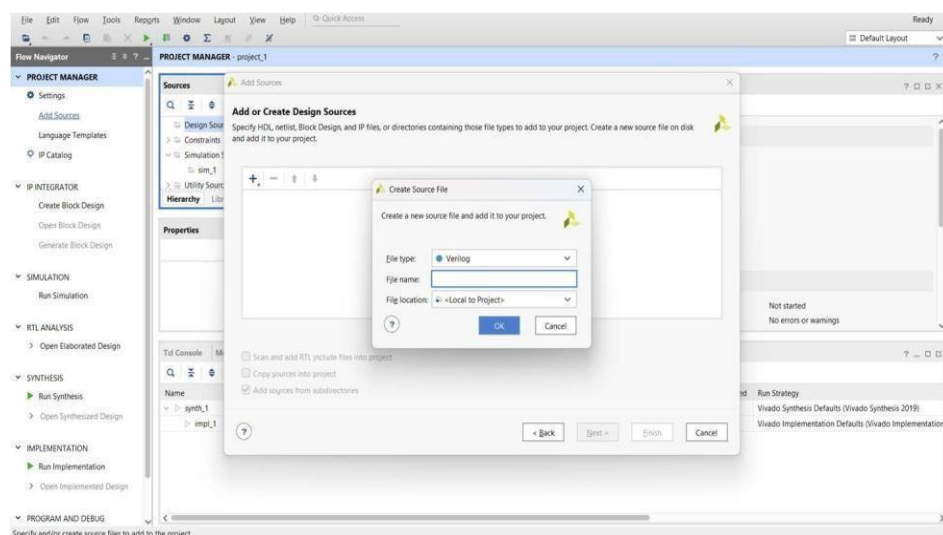 File Edit Flow Tools Reports Window Layout View Help Quick Access Ready
Default Layout
Flow Navigator PROJECT MANAGER - project_1
PROJECT MANAGER
Settings
Add Sources
Language Templates
IP Catalog
IP INTEGRATOR
Create Block Design
Open Block Design
Generate Block Design
SIMULATION
Run Simulation
RTL ANALYSIS
Open Elaborated Design
SYNTHESIS
Run Synthesis
Open Synthesized Design
IMPLEMENTATION
Run Implementation
Open Implemented Design
PROGRAM AND DEBUG
Sources
Design Sour
Constraints
Simulation S
sim_1
Utility Sourc
Hierarchy Libr
Properties
Tcl Console M
Name
synth_1
impl_1
Add Sources
Add or Create Design Sources
Specify HDL, netlist, Block Design, and IP files, or directories containing those file types to add to your project. Create a new source file on disk
and add it to your project.
Create Source File
Create a new source file and add it to your project.
File type: Verilog
File name:
File location: <Local to Project>
? OK Cancel
Scan and add RTL include files into project
Copy sources into project
Add sources from subdirectories
? < Back Next > Finish Cancel
Not started
No errors or warnings
ed Run Strategy
Vivado Synthesis Defaults (Vivado Synthesis 2019)
Vivado Implementation Defaults (Vivado Implementation
Specify and/or create source files to add to the project